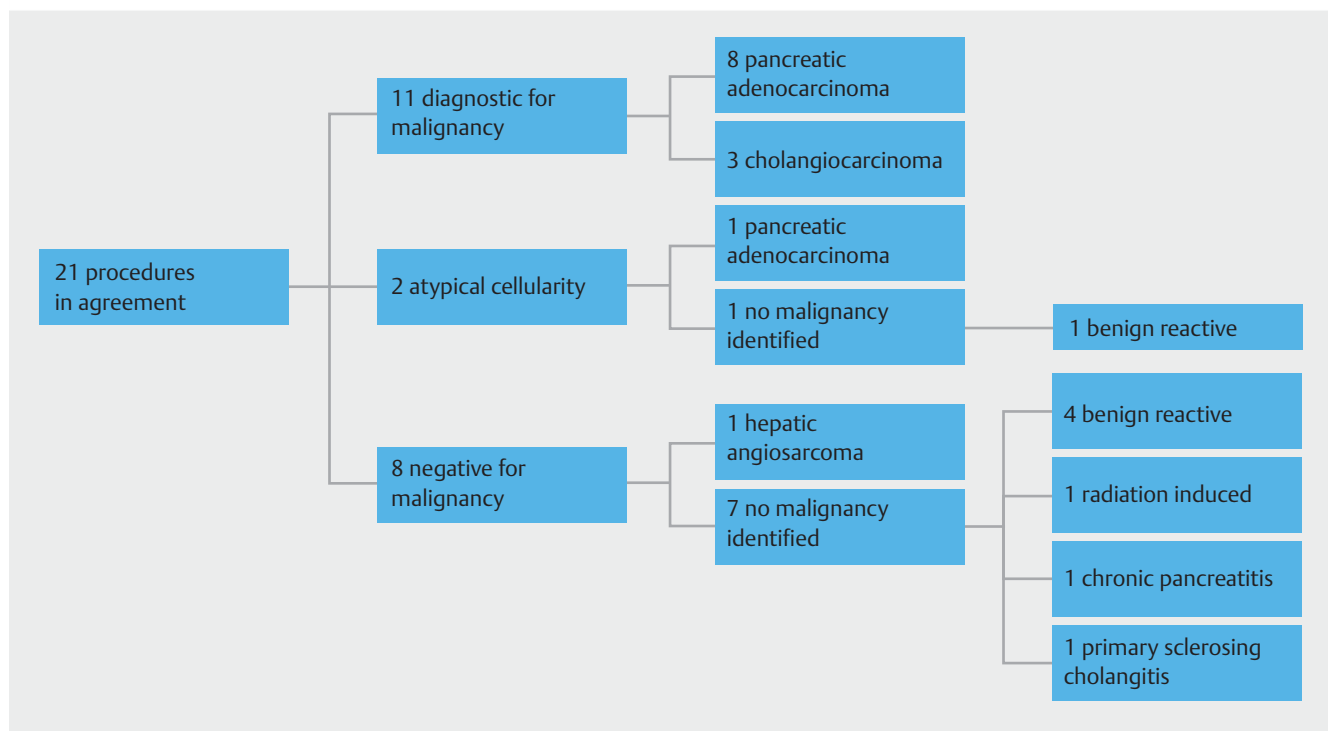 21 procedures
in agreement
11 diagnostic for
malignancy
8 pancreatic
adenocarcinoma
3 cholangiocarcinoma
2 atypical cellularity
1 pancreatic
adenocarcinoma
1 no malignancy
identified
1 benign reactive
8 negative for
malignancy
1 hepatic
angiosarcoma
7 no malignancy
identified
4 benign reactive
1 radiation induced
1 chronic pancreatitis
1 primary sclerosing
cholangitis